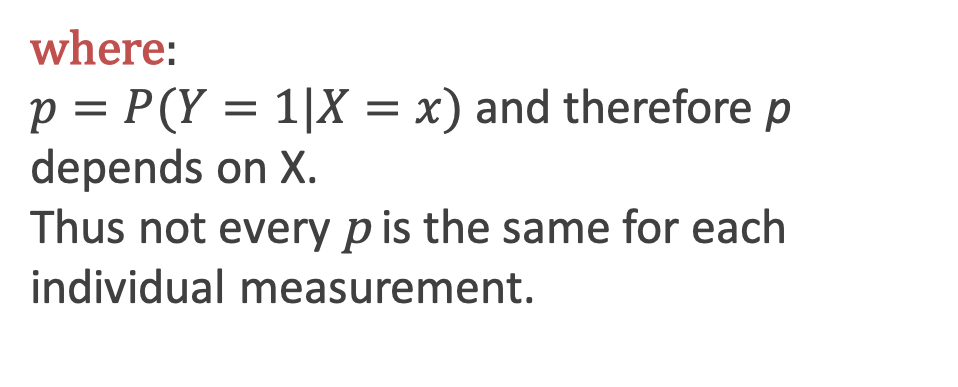 where:
p = P(Y = 1|X = x) and therefore p
depends on X.
Thus not every p is the same for each
individual measurement.